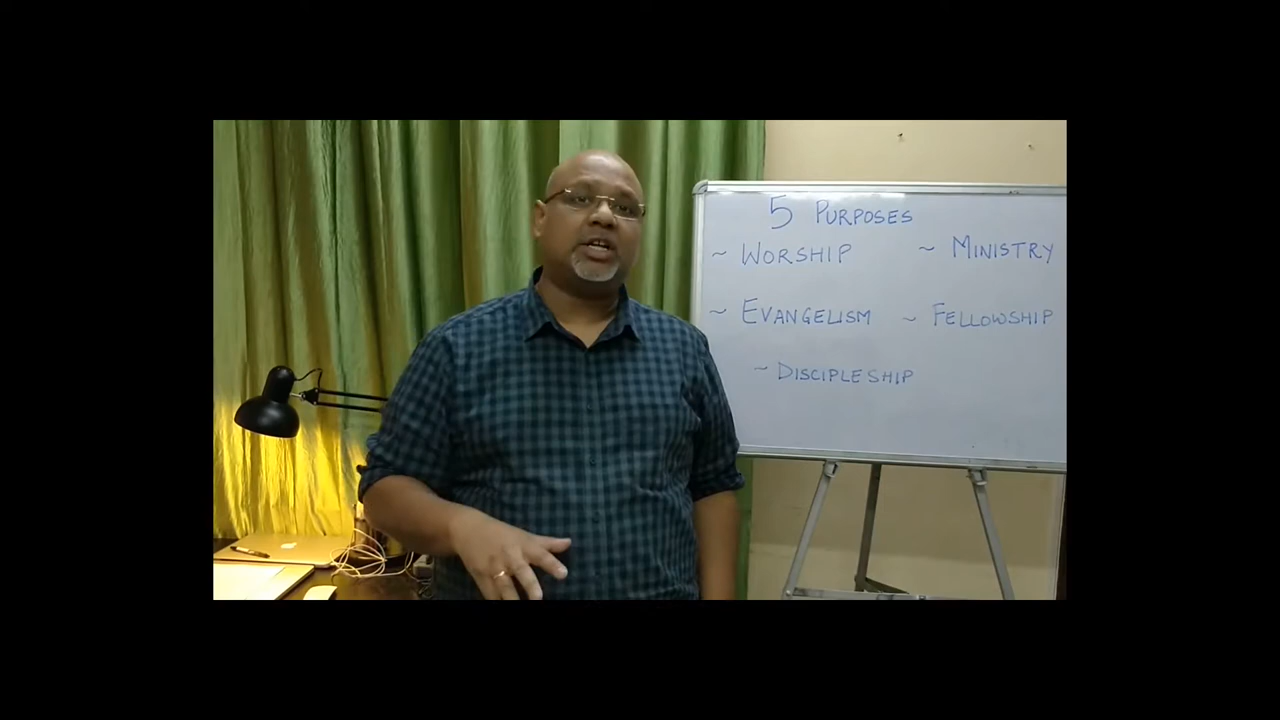 5 PURPOSES
~ WORSHIP ~ MINISTRY
~ EVANGELISM ~ FELLOWSHIP
~ DISCIPLESHIP